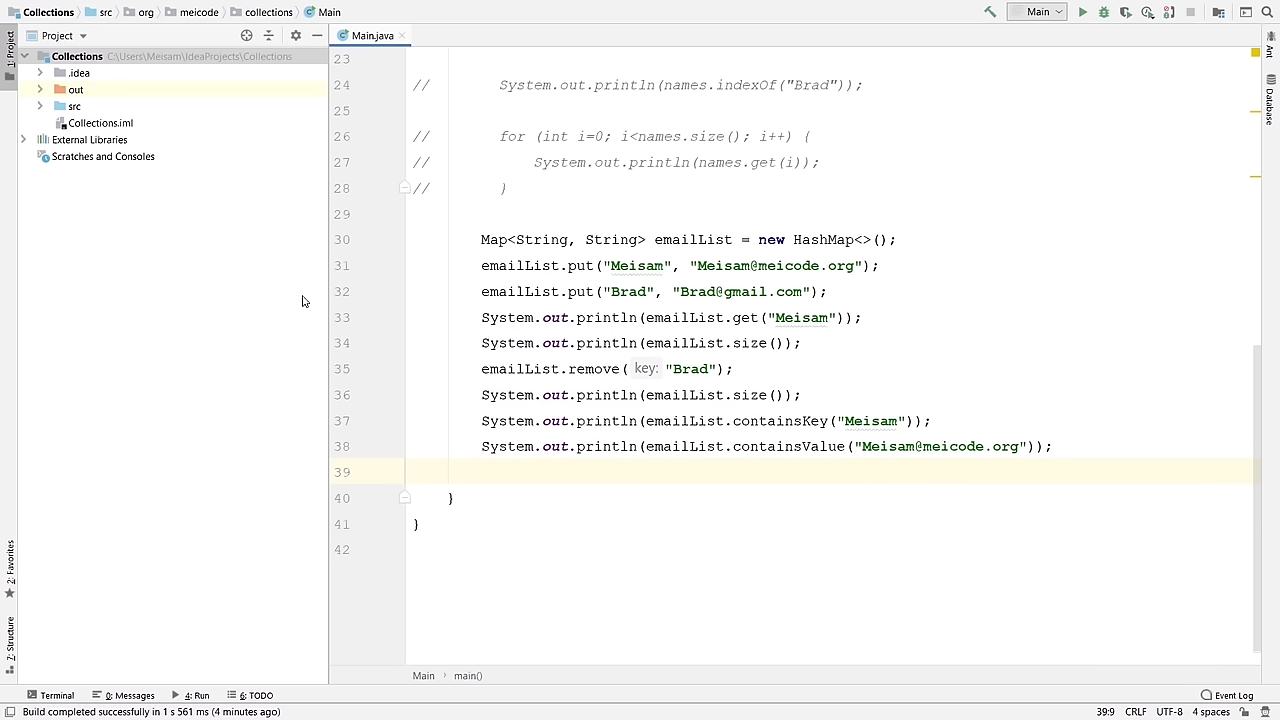 Collections src org meicode collections Main Main
1: Project Project Main.java Ant
Collections C:\Users\Meisam\IdeaProjects\Collections
.idea
out
src
Collections.iml
External Libraries
Scratches and Consoles
Database
23
24 // System.out.println(names.indexOf("Brad"));
25
26 // for (int i=0; i<names.size(); i++) {
27 // System.out.println(names.get(i));
28 // }
29
30 Map<String, String> emailList = new HashMap<>();
31 emailList.put("Meisam", "Meisam@meicode.org");
32 emailList.put("Brad", "Brad@gmail.com");
33 System.out.println(emailList.get("Meisam"));
34 System.out.println(emailList.size());
35 emailList.remove( key: "Brad");
36 System.out.println(emailList.size());
37 System.out.println(emailList.containsKey("Meisam"));
38 System.out.println(emailList.containsValue("Meisam@meicode.org"));
39
40 }
41 }
42
2: Favorites
7: Structure
Main main()
Terminal 0: Messages 4: Run 6: TODO Event Log
Build completed successfully in 1 s 561 ms (4 minutes ago) 39:9 CRLF UTF-8 4 spaces